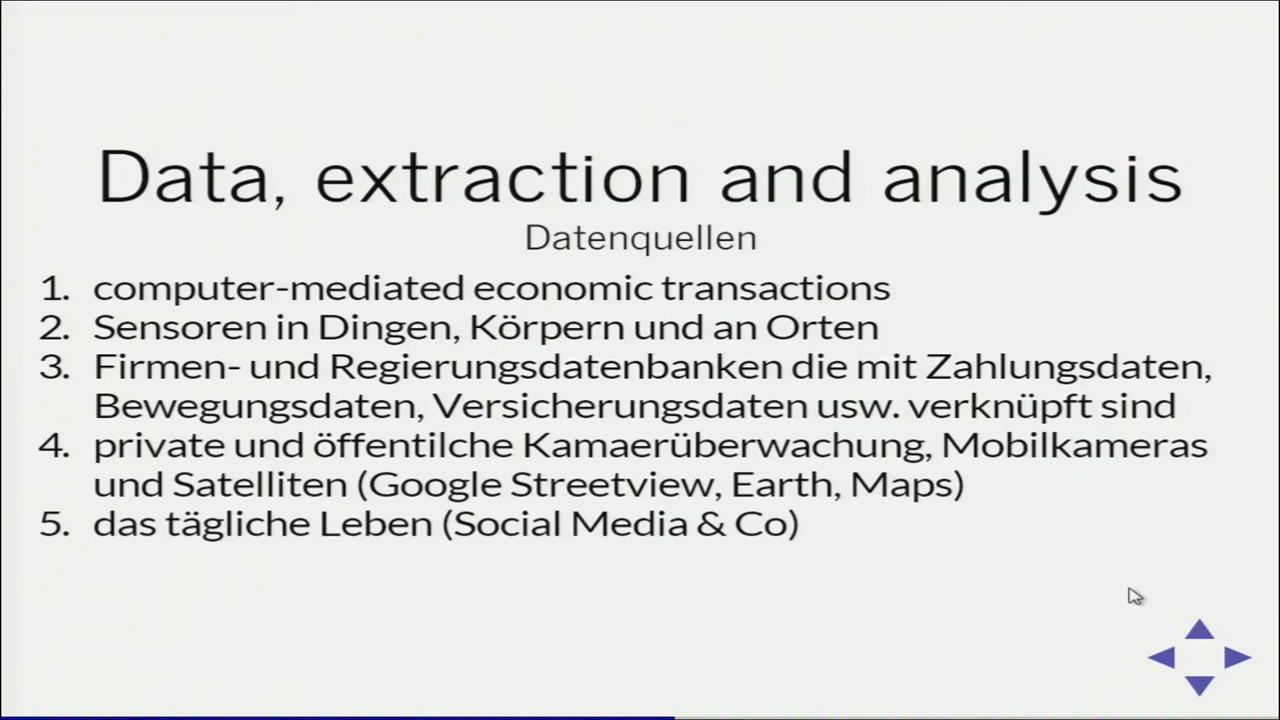 Data, extraction and analysis
Datenquellen
1. computer-mediated economic transactions
2. Sensoren in Dingen, Körpern und an Orten
3. Firmen- und Regierungsdatenbanken die mit Zahlungsdaten,
Bewegungsdaten, Versicherungsdaten usw. verknüpft sind
4. private und öffentilche Kamaerüberwachung, Mobilkameras
und Satelliten (Google Streetview, Earth, Maps)
5. das tägliche Leben (Social Media & Co)